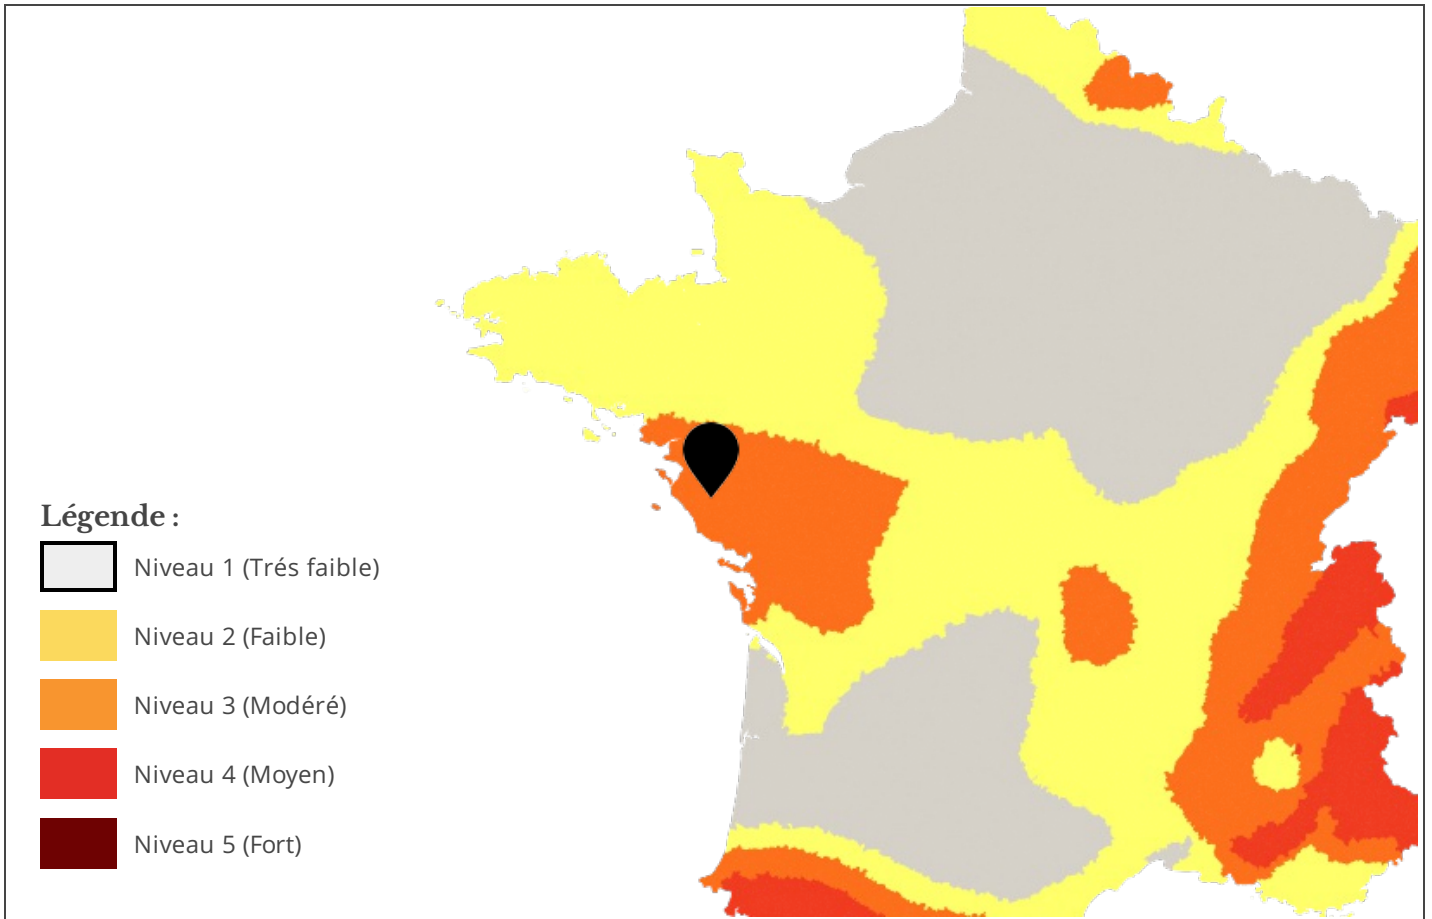 Légende :
Niveau 1 (Trés faible)
Niveau 2 (Faible)
Niveau 3 (Modéré)
Niveau 4 (Moyen)
Niveau 5 (Fort)